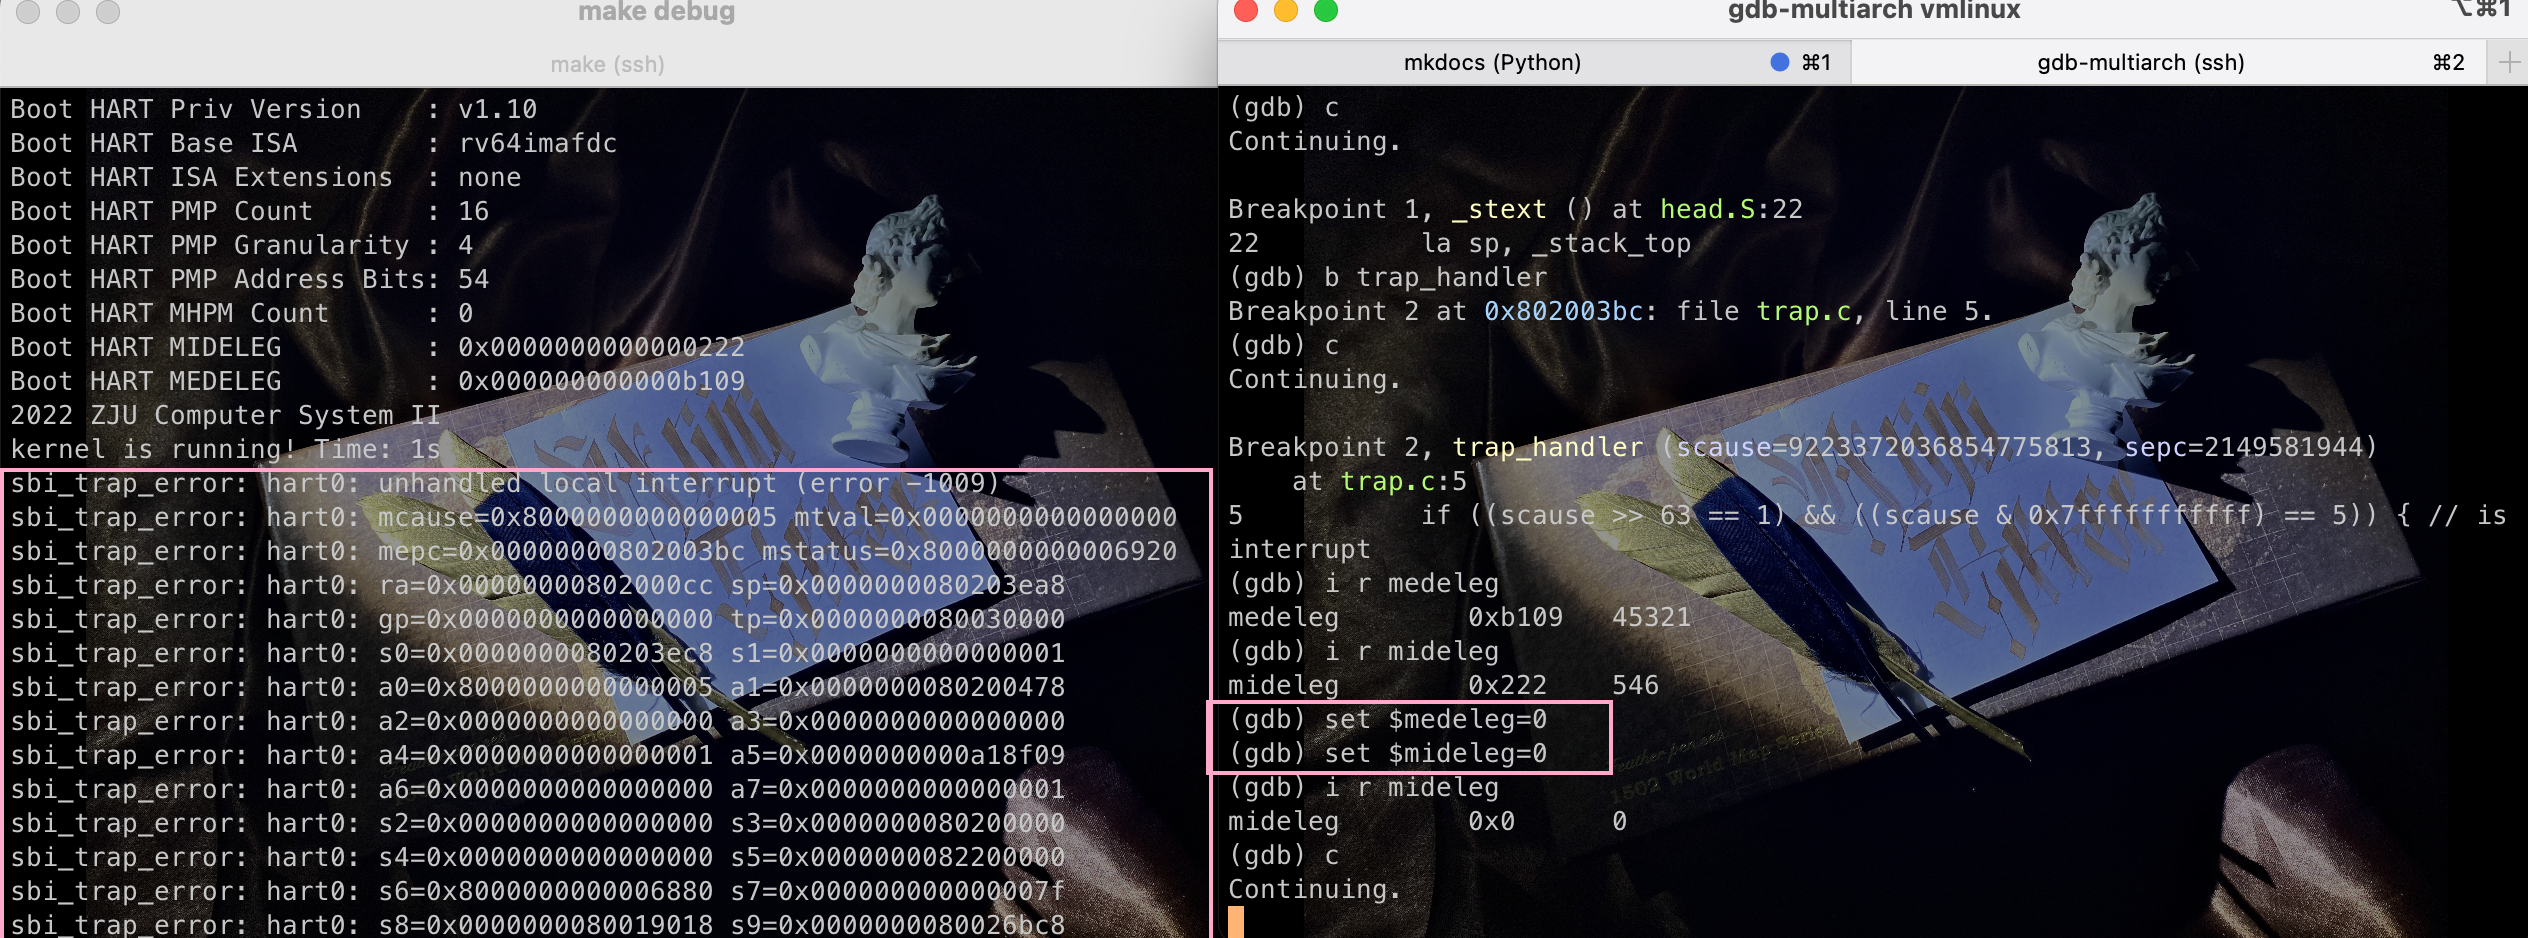 make debug
make (ssh)
Boot HART Priv Version    : v1.10
Boot HART Base ISA        : rv64imafdc
Boot HART ISA Extensions  : none
Boot HART PMP Count       : 16
Boot HART PMP Granularity : 4
Boot HART PMP Address Bits: 54
Boot HART MHPM Count      : 0
Boot HART MIDELEG         : 0x0000000000000222
Boot HART MEDELEG         : 0x000000000000b109
2022 ZJU Computer System II
kernel is running! Time: 1s
sbi_trap_error: hart0: unhandled local interrupt (error -1009)
sbi_trap_error: hart0: mcause=0x8000000000000005 mtval=0x0000000000000000
sbi_trap_error: hart0: mepc=0x00000000802003bc mstatus=0x8000000000006920
sbi_trap_error: hart0: ra=0x00000000802000cc sp=0x0000000080203ea8
sbi_trap_error: hart0: gp=0x0000000000000000 tp=0x0000000080030000
sbi_trap_error: hart0: s0=0x0000000080203ec8 s1=0x0000000000000001
sbi_trap_error: hart0: a0=0x8000000000000005 a1=0x0000000080200478
sbi_trap_error: hart0: a2=0x0000000000000000 a3=0x0000000000000000
sbi_trap_error: hart0: a4=0x0000000000000001 a5=0x0000000000a18f09
sbi_trap_error: hart0: a6=0x0000000000000000 a7=0x0000000000000001
sbi_trap_error: hart0: s2=0x0000000000000000 s3=0x0000000080200000
sbi_trap_error: hart0: s4=0x0000000000000000 s5=0x0000000082200000
sbi_trap_error: hart0: s6=0x8000000000006880 s7=0x000000000000007f
sbi_trap_error: hart0: s8=0x0000000080019018 s9=0x0000000080026bc8
gdb-multiarch vmlinux ⌥⌘1
mkdocs (Python) ⌘1 gdb-multiarch (ssh) ⌘2
(gdb) c
Continuing.
Breakpoint 1, _stext () at head.S:22
22          la sp, _stack_top
(gdb) b trap_handler
Breakpoint 2 at 0x802003bc: file trap.c, line 5.
(gdb) c
Continuing.
Breakpoint 2, trap_handler (scause=9223372036854775813, sepc=2149581944)
    at trap.c:5
5           if ((scause >> 63 == 1) && ((scause & 0x7fffffffffff) == 5)) { // is
interrupt
(gdb) i r medeleg
medeleg        0xb109   45321
(gdb) i r mideleg
mideleg        0x222    546
(gdb) set $medeleg=0
(gdb) set $mideleg=0
(gdb) i r mideleg
mideleg        0x0      0
(gdb) c
Continuing.
1502 World Map Series